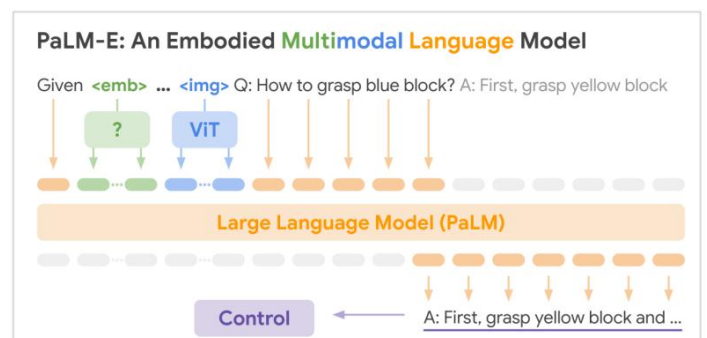 PaLM-E: An Embodied Multimodal Language Model
Given <emb> ... <img> Q: How to grasp blue block? A: First, grasp yellow block
? ViT
Large Language Model (PaLM)
Control A: First, grasp yellow block and ...